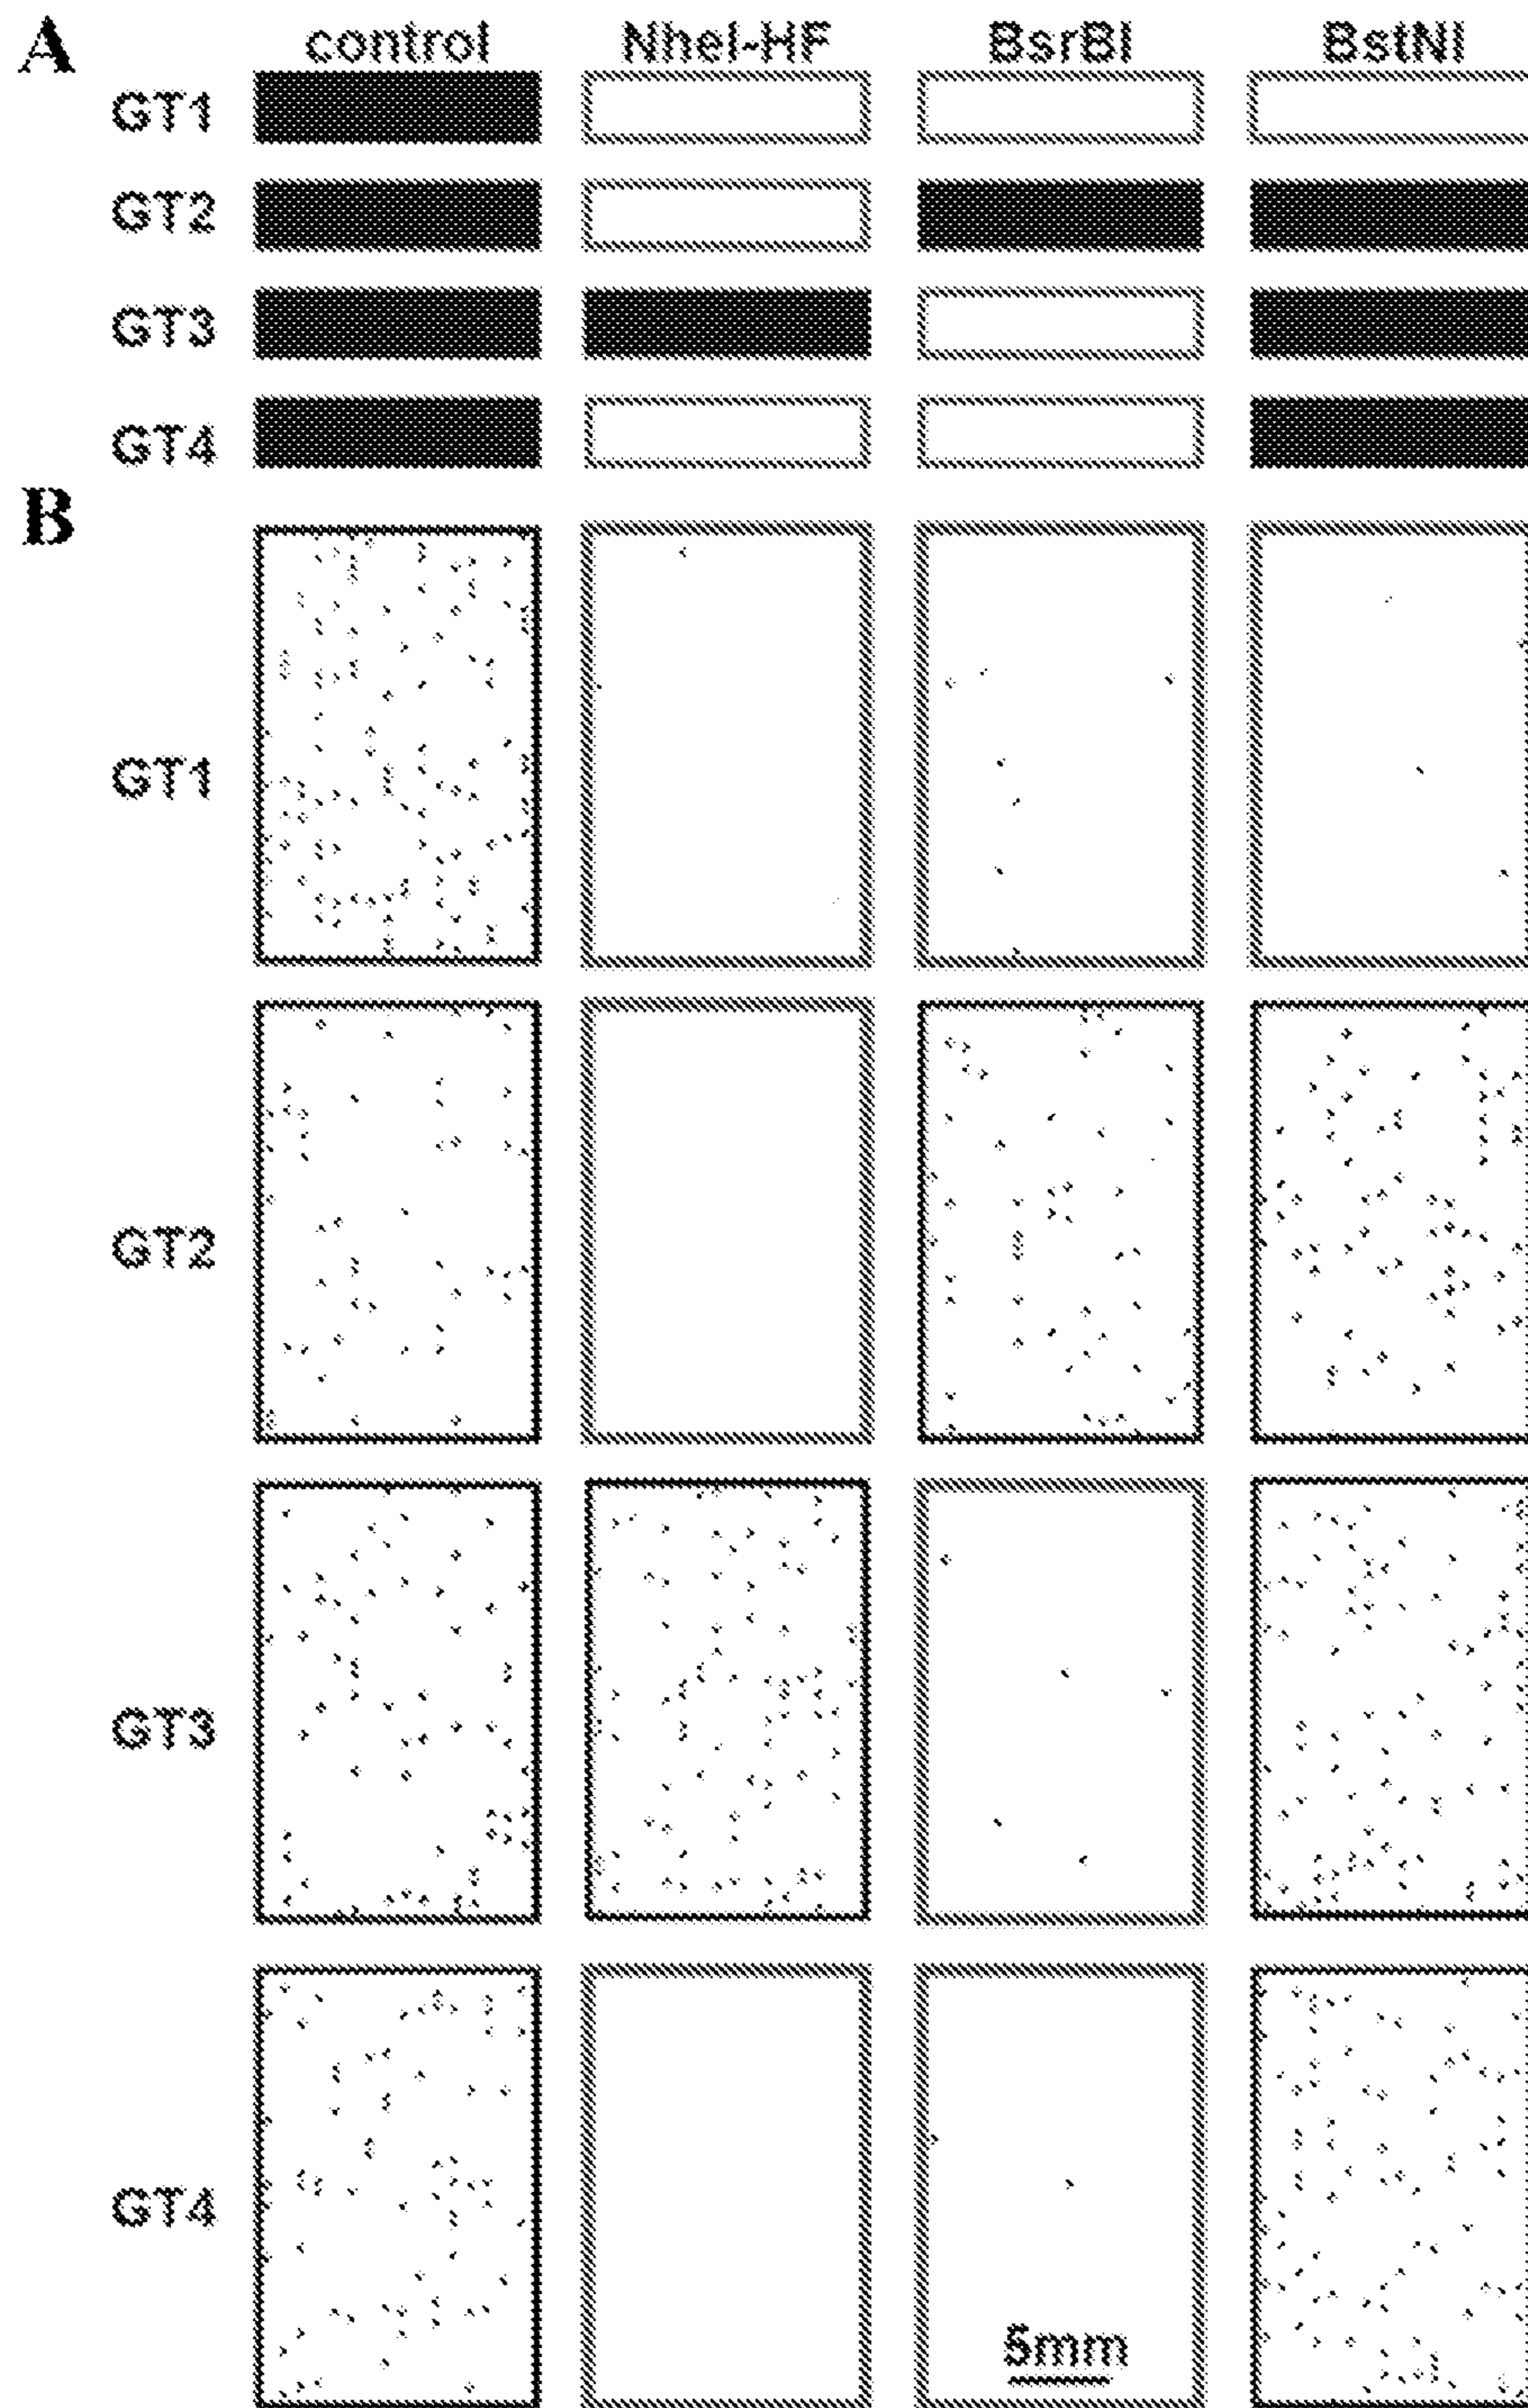 A control NheI-HF BsrBI BstNI
GT1
GT2
GT3
GT4
B
GT1
GT2
GT3
GT4
5mm